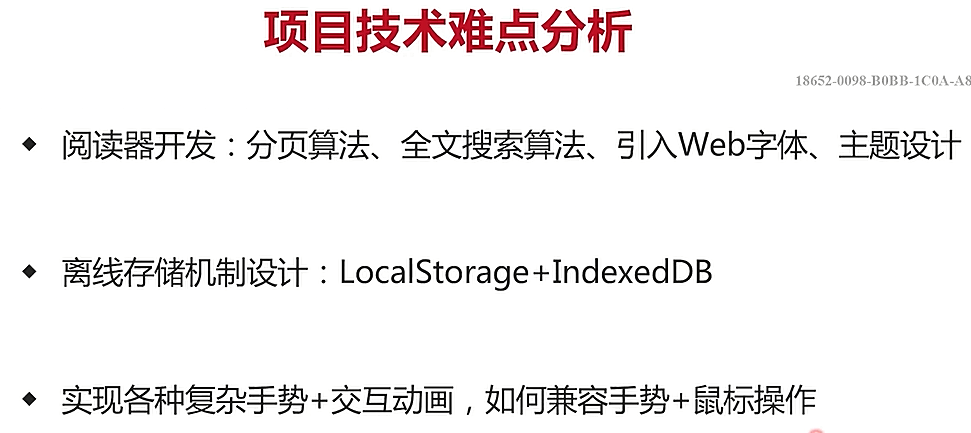 项目技术难点分析
18652-0098-B0BB-1C0A-A8
◆ 阅读器开发：分页算法、全文搜索算法、引入Web字体、主题设计
◆ 离线存储机制设计：LocalStorage+IndexedDB
◆ 实现各种复杂手势+交互动画，如何兼容手势+鼠标操作